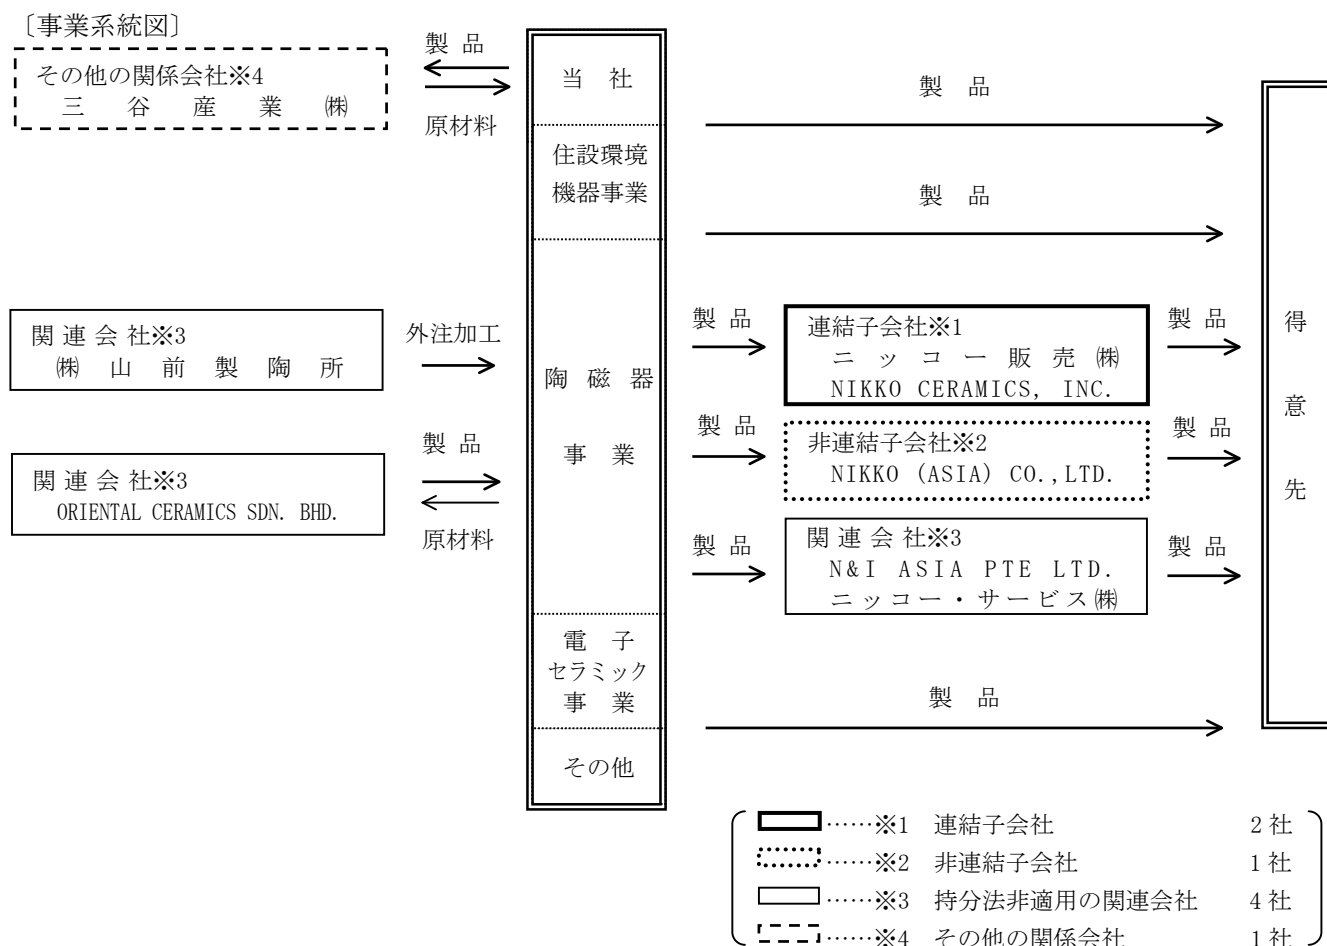 〔事業系統図〕
その他の関係会社※4
三谷産業㈱
製品
原材料
当社
住設環境
機器事業
陶磁器
事業
電子
セラミック
事業
その他
製品
製品
関連会社※3
㈱山前製陶所
外注加工
関連会社※3
ORIENTAL CERAMICS SDN. BHD.
製品
原材料
製品
連結子会社※1
ニッコー販売㈱
NIKKO CERAMICS, INC.
製品
製品
非連結子会社※2
NIKKO (ASIA) CO.,LTD.
製品
製品
関連会社※3
N&I ASIA PTE LTD.
ニッコー・サービス㈱
製品
製品
得意先
……※1 連結子会社 2社
……※2 非連結子会社 1社
……※3 持分法非適用の関連会社 4社
……※4 その他の関係会社 1社